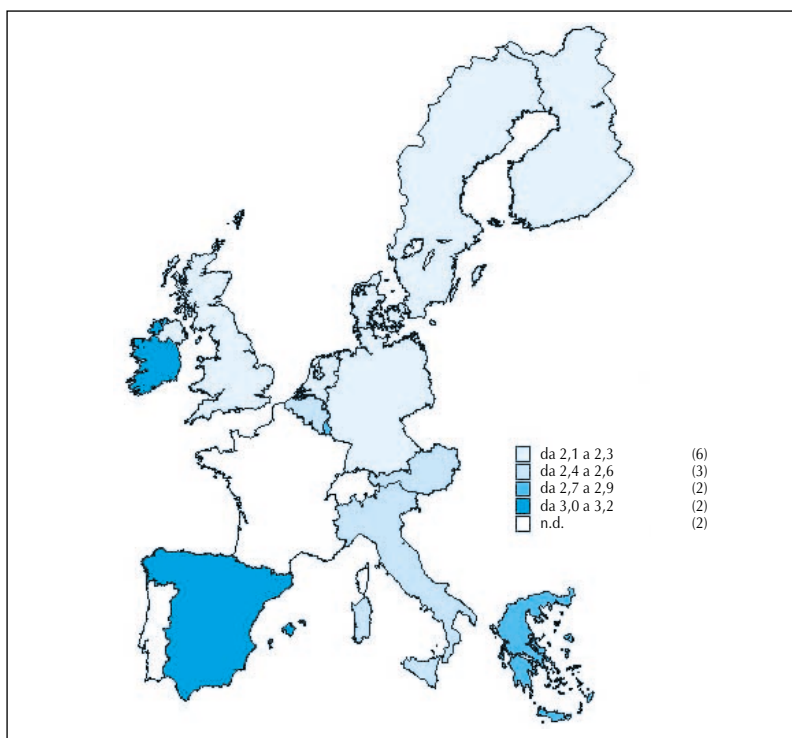 da 2,1 a 2,3 (6)
da 2,4 a 2,6 (3)
da 2,7 a 2,9 (2)
da 3,0 a 3,2 (2)
n.d. (2)